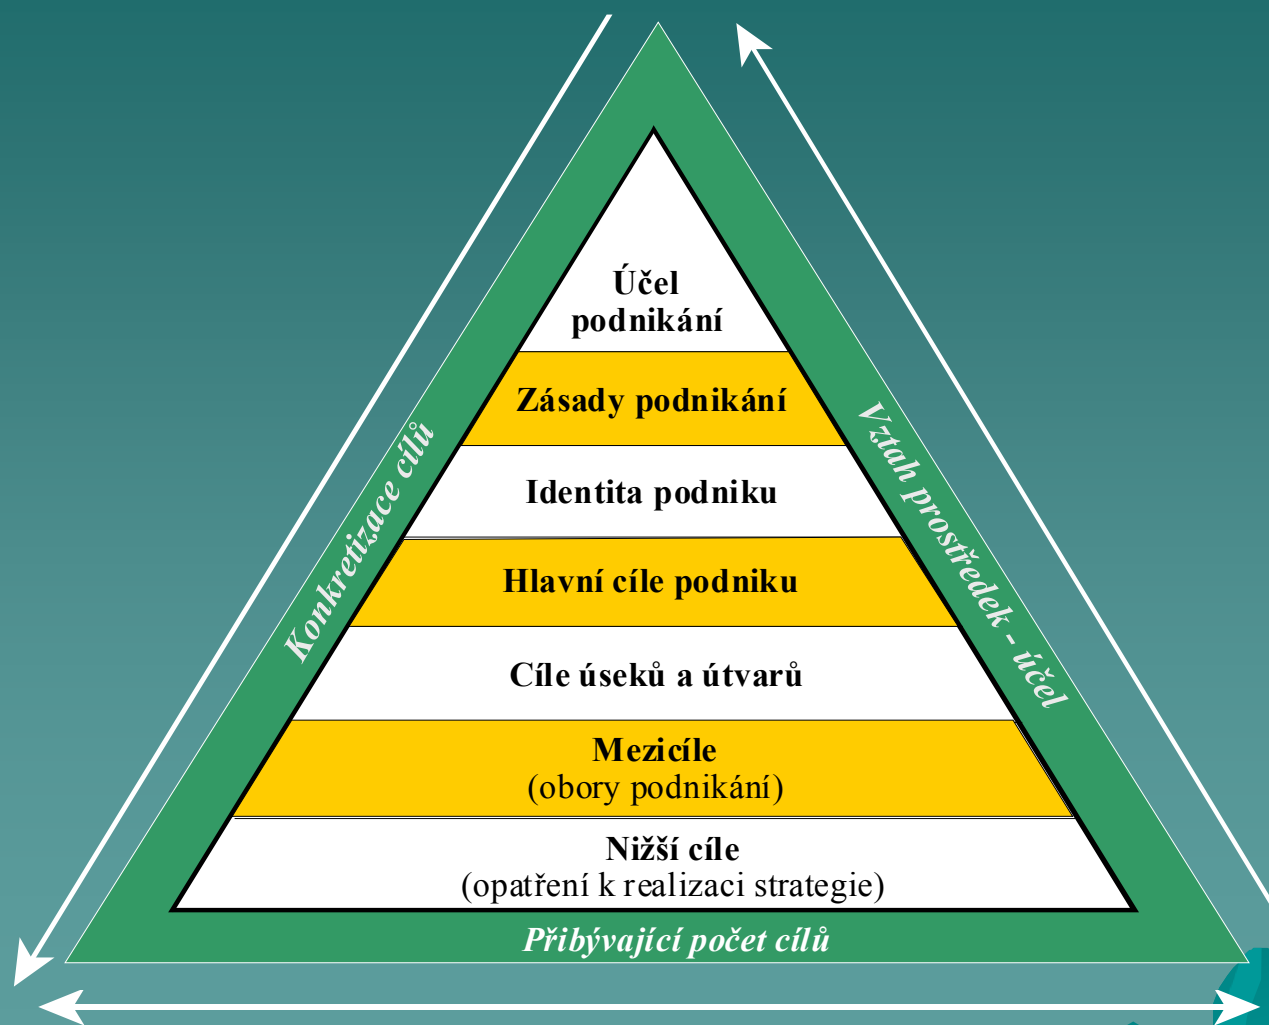 Účel
podnikání
Zásady podnikání
Identita podniku
Hlavní cíle podniku
Cíle úseků a útvarů
Mezicíle
(obory podnikání)
Nižší cíle
(opatření k realizaci strategie)
Konkretizace cílů
Vztah prostředek - účel
Přibývající počet cílů